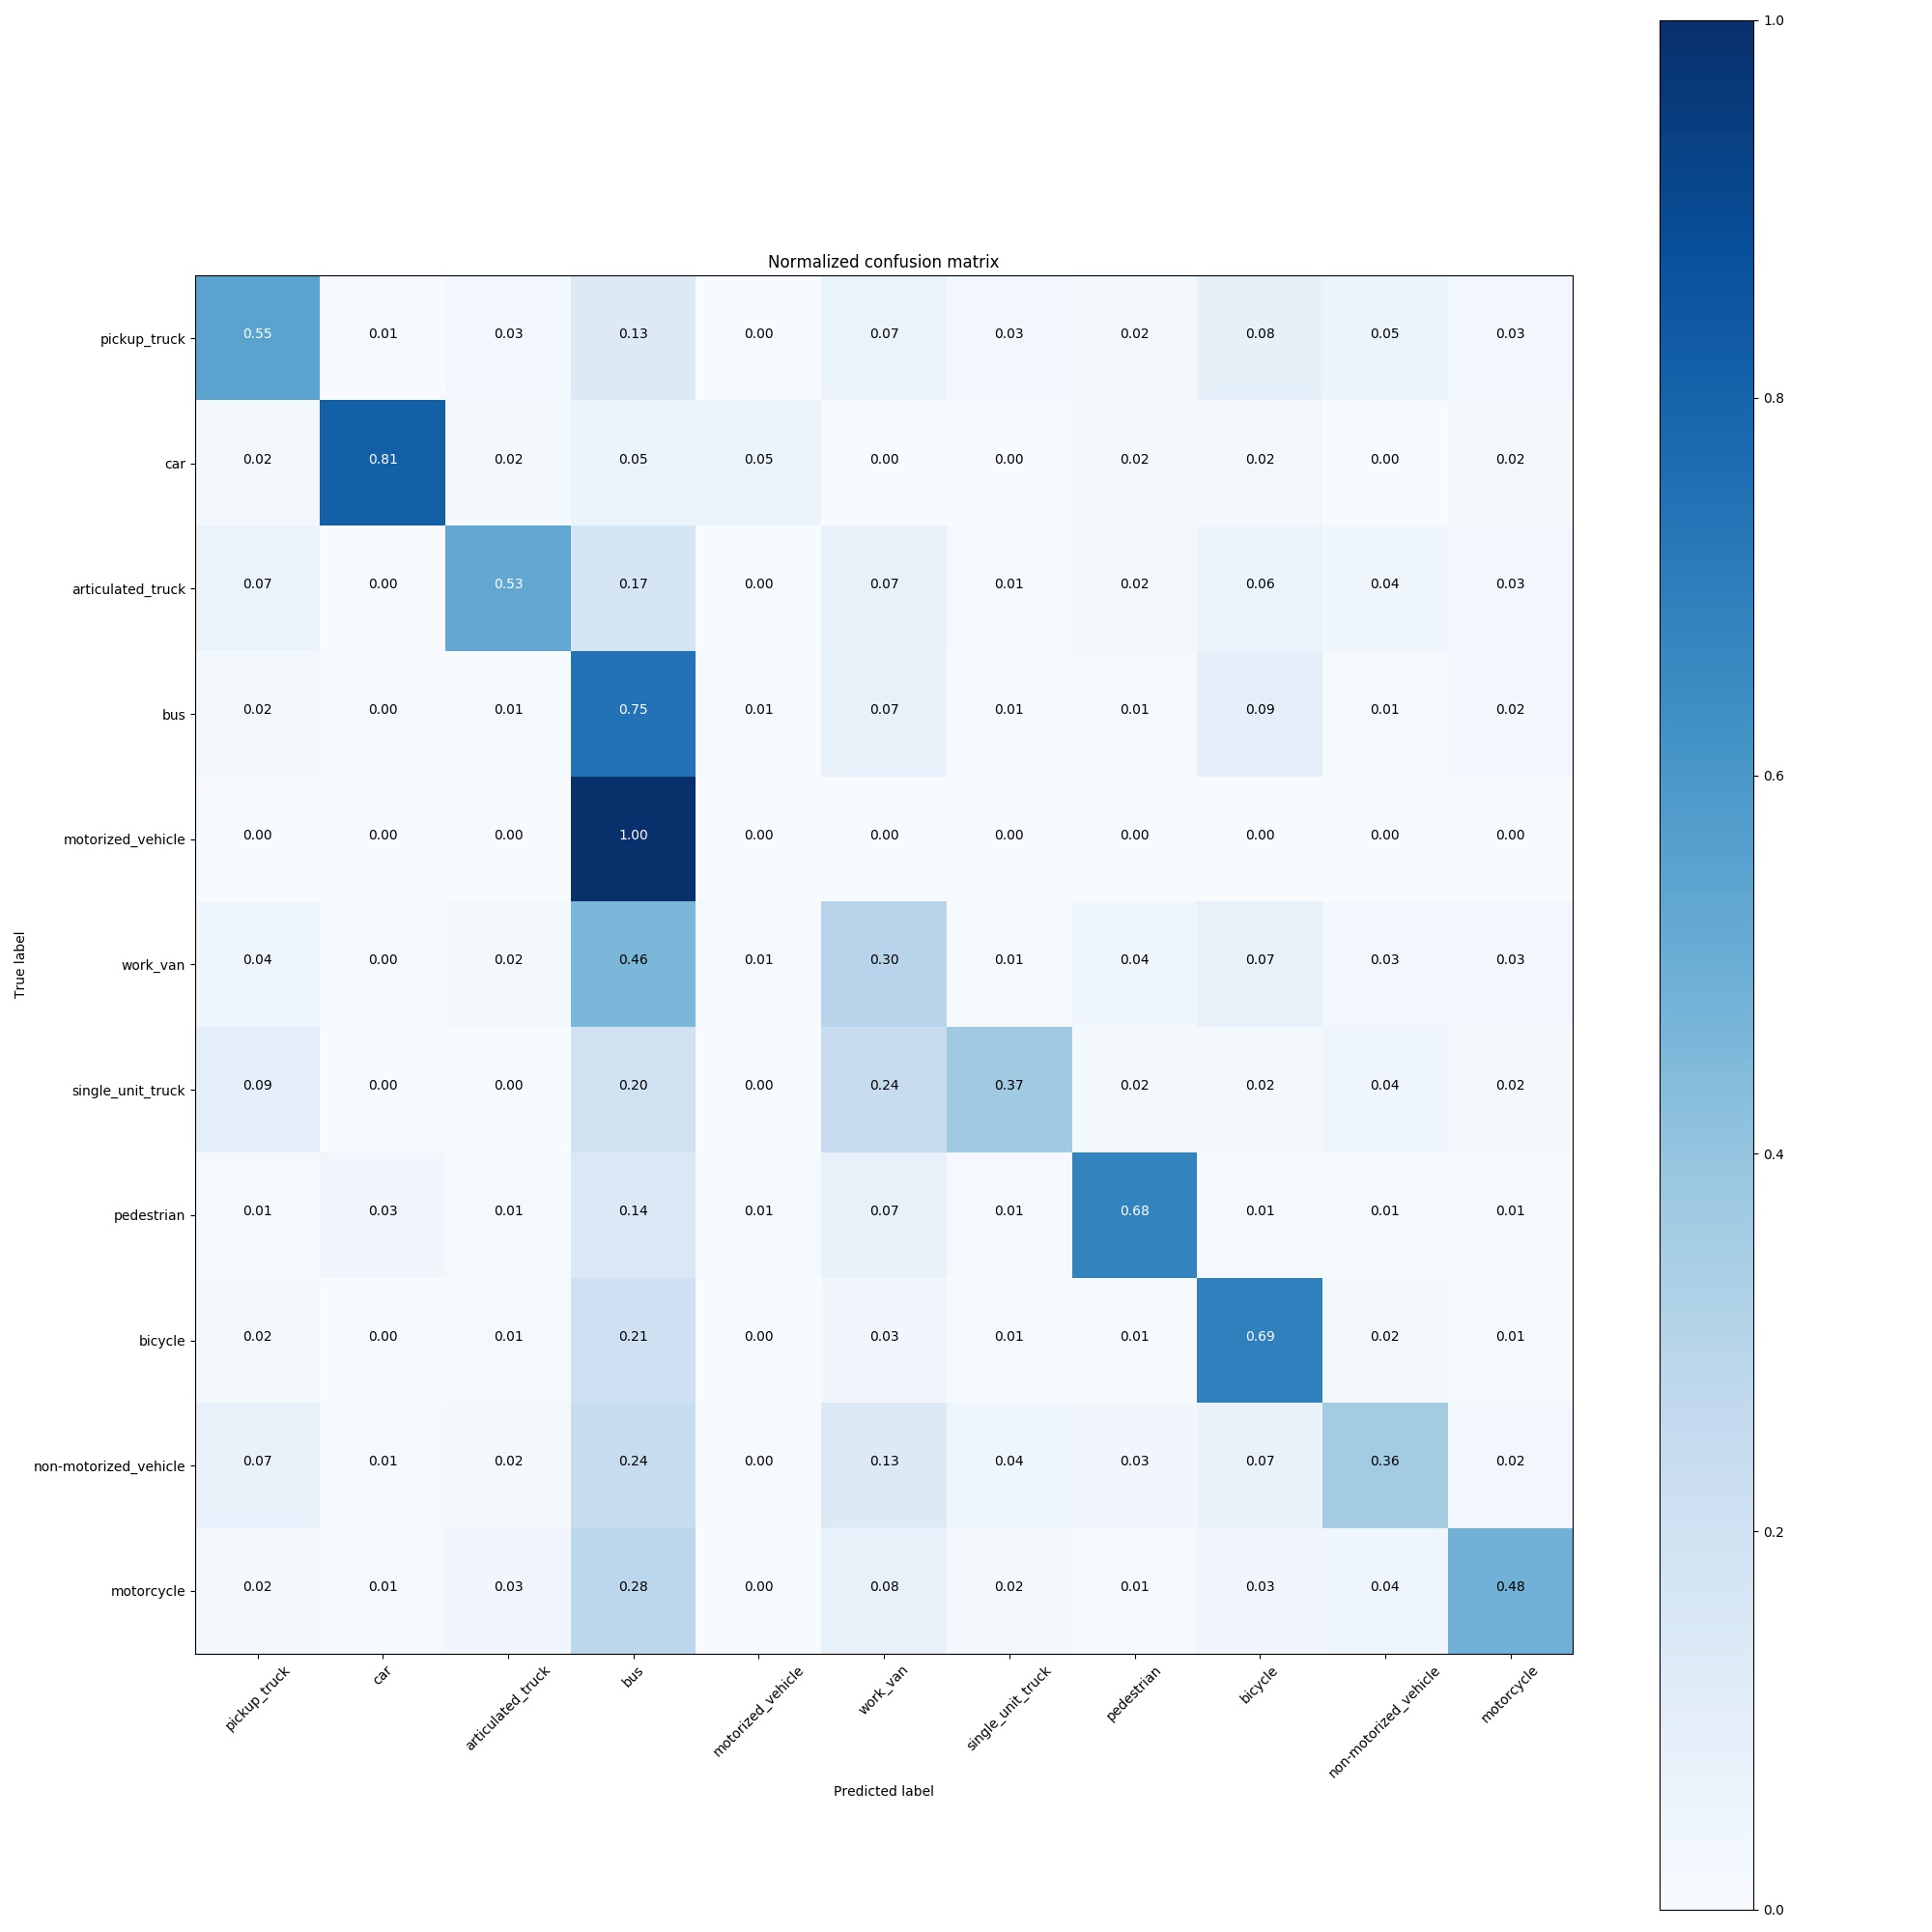 Normalized confusion matrix
1.0
0.8
0.6
0.4
0.2
0.0
True label
pickup_truck 0.55 0.01 0.03 0.13 0.00 0.07 0.03 0.02 0.08 0.05 0.03
car 0.02 0.81 0.02 0.05 0.05 0.00 0.00 0.02 0.02 0.00 0.02
articulated_truck 0.07 0.00 0.53 0.17 0.00 0.07 0.01 0.02 0.06 0.04 0.03
bus 0.02 0.00 0.01 0.75 0.01 0.07 0.01 0.01 0.09 0.01 0.02
motorized_vehicle 0.00 0.00 0.00 1.00 0.00 0.00 0.00 0.00 0.00 0.00 0.00
work_van 0.04 0.00 0.02 0.46 0.01 0.30 0.01 0.04 0.07 0.03 0.03
single_unit_truck 0.09 0.00 0.00 0.20 0.00 0.24 0.37 0.02 0.02 0.04 0.02
pedestrian 0.01 0.03 0.01 0.14 0.01 0.07 0.01 0.68 0.01 0.01 0.01
bicycle 0.02 0.00 0.01 0.21 0.00 0.03 0.01 0.01 0.69 0.02 0.01
non-motorized_vehicle 0.07 0.01 0.02 0.24 0.00 0.13 0.04 0.03 0.07 0.36 0.02
motorcycle 0.02 0.01 0.03 0.28 0.00 0.08 0.02 0.01 0.03 0.04 0.48
pickup_truck car articulated_truck bus motorized_vehicle work_van single_unit_truck pedestrian bicycle non-motorized_vehicle motorcycle
Predicted label